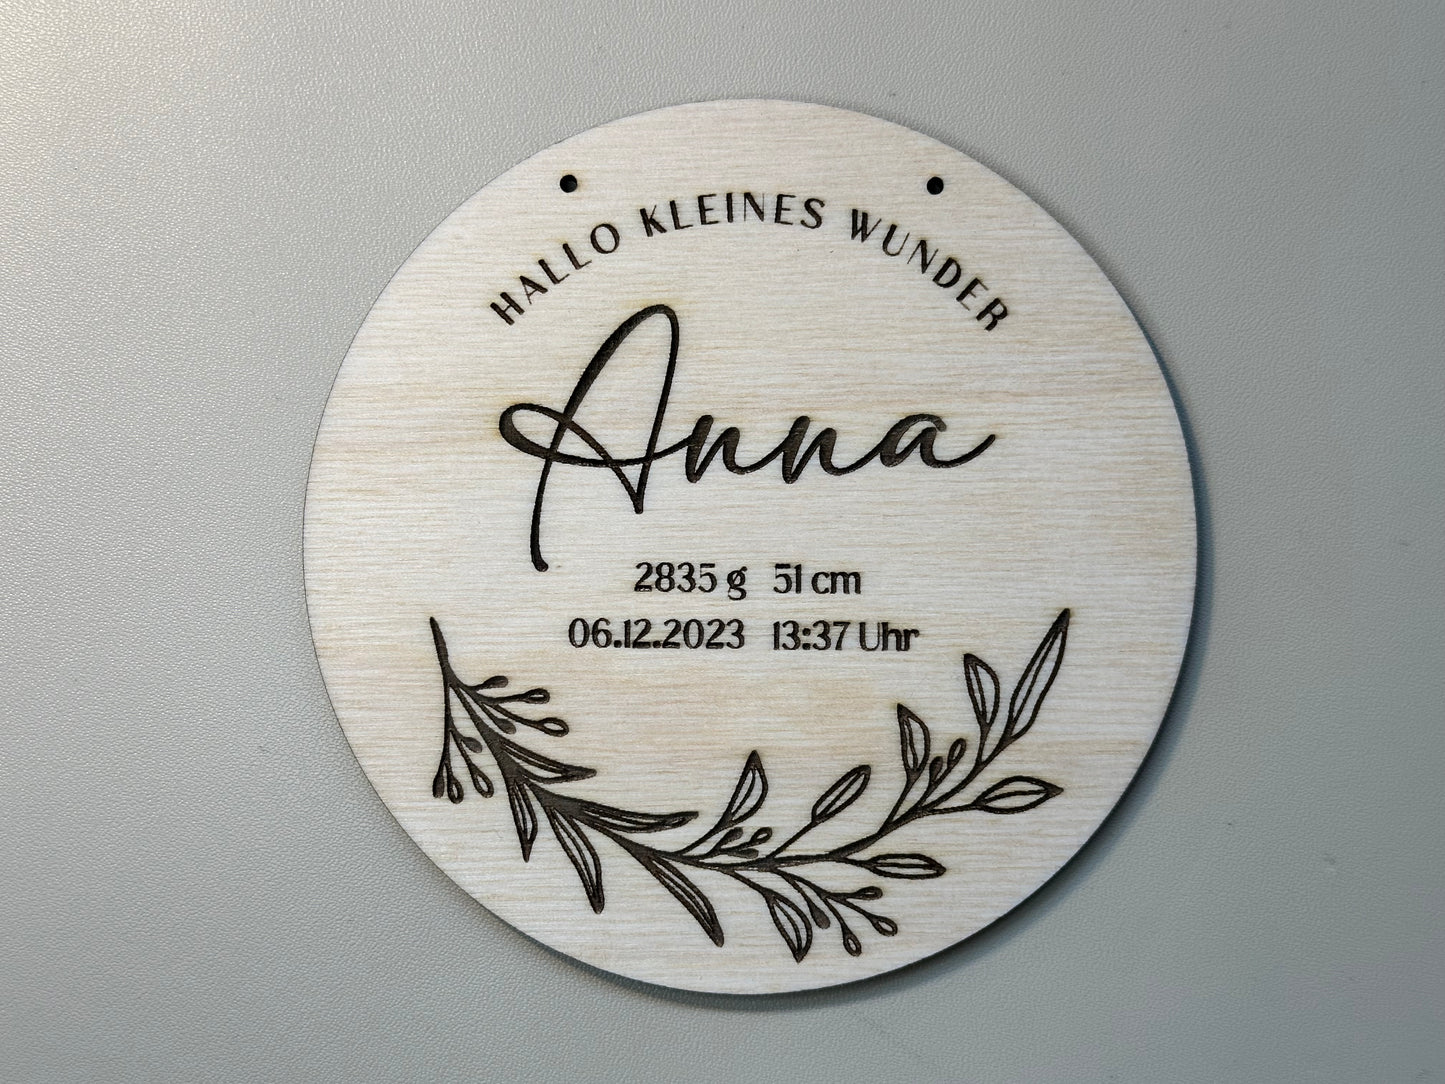 HALLO KLEINES WUNDER
Anna
2835 g 51 cm
06.12.2023 13:37 Uhr